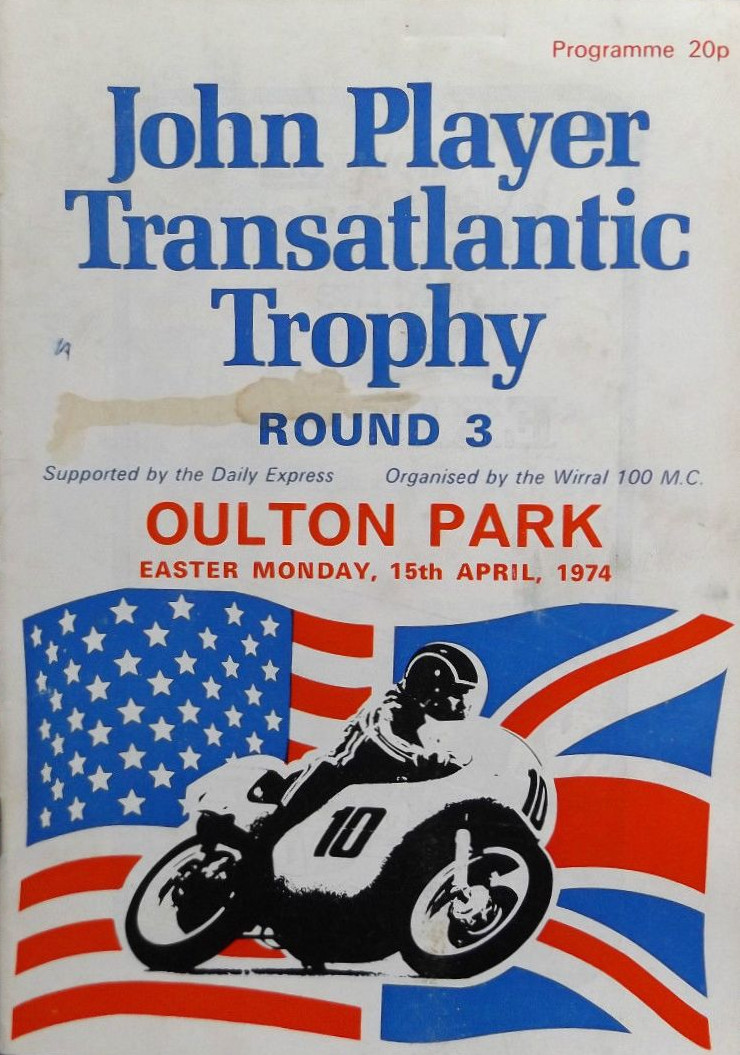 Programme 20p
John Player
Transatlantic
Trophy
ROUND 3
Supported by the Daily Express Organised by the Wirral 100 M.C.
OULTON PARK
EASTER MONDAY, 15th APRIL, 1974
10
10